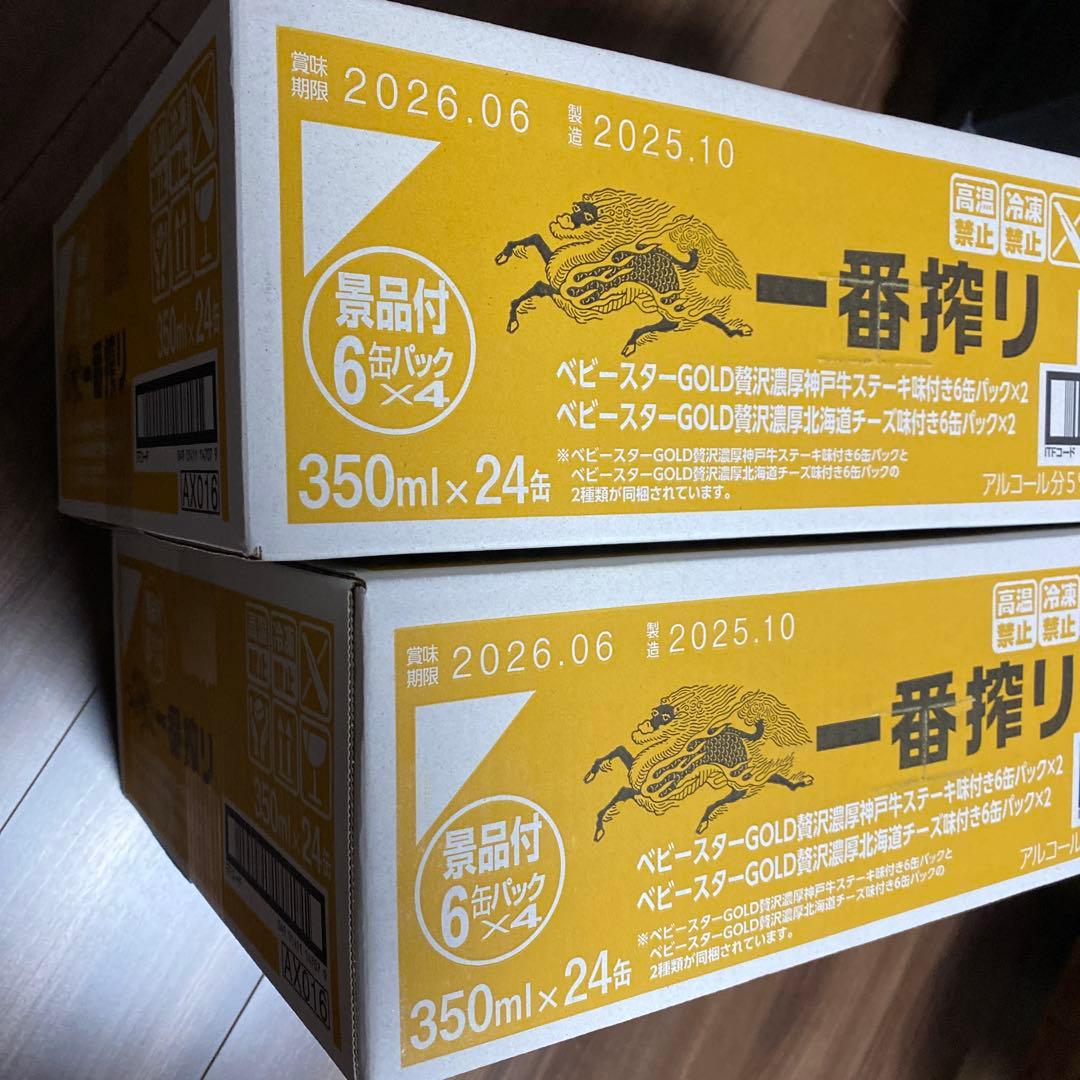 賞味期限 2026.06 製造 2025.10
高温禁止 冷凍禁止
一番搾り
景品付
6缶パック×4
ベビースターGOLD贅沢濃厚神戸牛ステーキ味付き6缶パック×2
ベビースターGOLD贅沢濃厚北海道チーズ味付き6缶パック×2
※ベビースターGOLD贅沢濃厚神戸牛ステーキ味付き6缶パックと
ベビースターGOLD贅沢濃厚北海道チーズ味付き6缶パックの
2種類が同梱されています。
350ml×24缶
アルコール分5
ITFコード
350ml×24缶
一番搾り
ITFコード
AX016
賞味期限 2026.06 製造 2025.10
高温禁止 冷凍禁止
一番搾り
景品付
6缶パック×4
ベビースターGOLD贅沢濃厚神戸牛ステーキ味付き6缶パック×2
ベビースターGOLD贅沢濃厚北海道チーズ味付き6缶パック×2
※ベビースターGOLD贅沢濃厚神戸牛ステーキ味付き6缶パックと
ベビースターGOLD贅沢濃厚北海道チーズ味付き6缶パックの
2種類が同梱されています。
350ml×24缶
アルコール
高温禁止 冷凍禁止
一番搾り
350ml×24缶
AX016